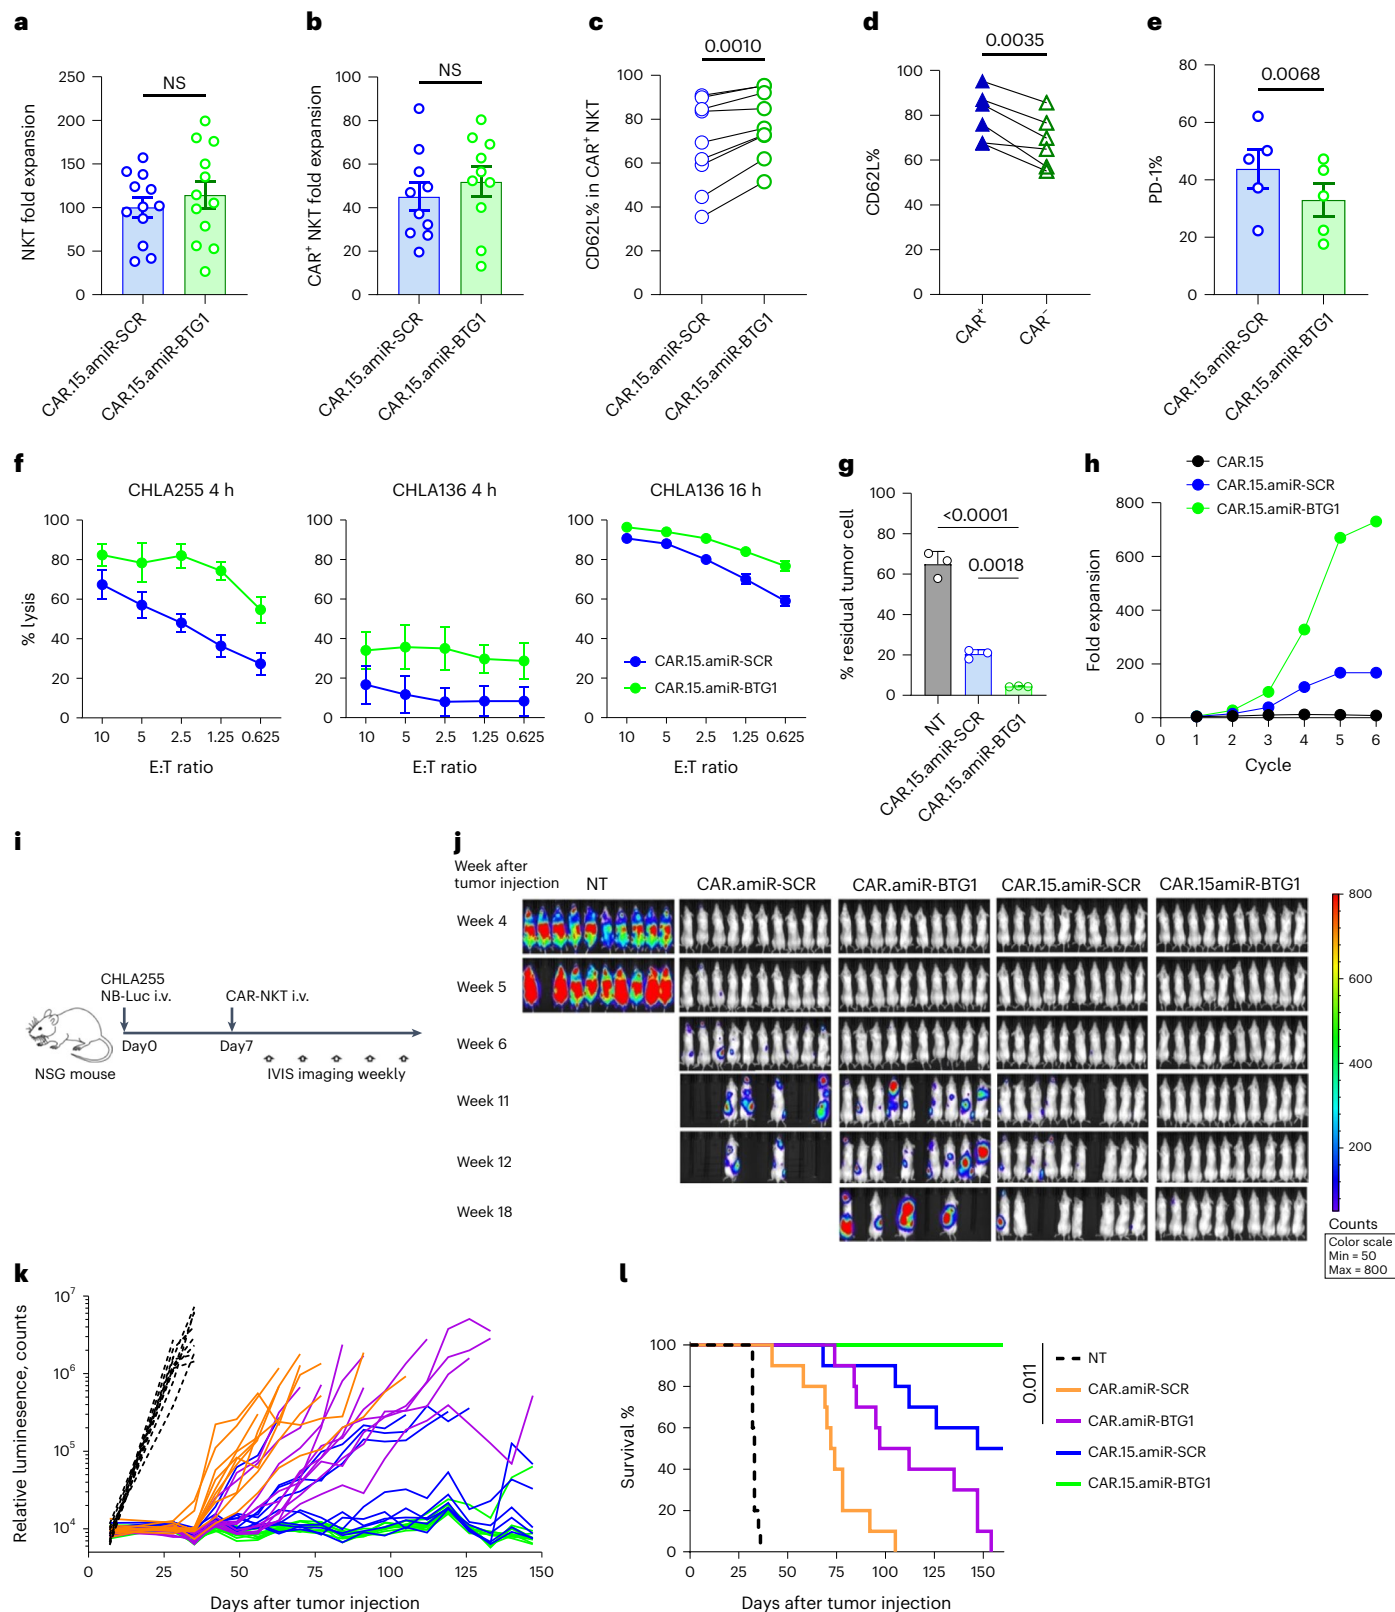 a
NS
NKT fold expansion
250
200
150
100
50
0
CAR.15.amiR-SCR
CAR.15.amiR-BTG1
b
NS
CAR+ NKT fold expansion
100
80
60
40
20
0
CAR.15.amiR-SCR
CAR.15.amiR-BTG1
c
0.0010
CD62L% in CAR+ NKT
100
80
60
40
20
0
CAR.15.amiR-SCR
CAR.15.amiR-BTG1
d
0.0035
CD62L%
100
80
60
40
20
0
CAR+
CAR−
e
0.0068
PD-1%
80
60
40
20
0
CAR.15.amiR-SCR
CAR.15.amiR-BTG1
f
CHLA255 4 h
% lysis
100
80
60
40
20
0
10 5 2.5 1.25 0.625
E:T ratio
CHLA136 4 h
100
80
60
40
20
0
10 5 2.5 1.25 0.625
E:T ratio
CHLA136 16 h
100
80
60
40
20
0
CAR.15.amiR-SCR
CAR.15.amiR-BTG1
10 5 2.5 1.25 0.625
E:T ratio
g
% residual tumor cell
100
80
60
40
20
0
<0.0001
0.0018
NT
CAR.15.amiR-SCR
CAR.15.amiR-BTG1
h
CAR.15
CAR.15.amiR-SCR
CAR.15.amiR-BTG1
Fold expansion
800
600
400
200
0
0 1 2 3 4 5 6
Cycle
i
CHLA255
NB-Luc i.v.
CAR-NKT i.v.
Day0
Day7
NSG mouse
IVIS imaging weekly
j
Week after
tumor injection
NT
CAR.amiR-SCR
CAR.amiR-BTG1
CAR.15.amiR-SCR
CAR.15amiR-BTG1
Week 4
Week 5
Week 6
Week 11
Week 12
Week 18
800
600
400
200
Counts
Color scale
Min = 50
Max = 800
k
Relative luminesence, counts
10^7
10^6
10^5
10^4
0 25 50 75 100 125 150
Days after tumor injection
l
Survival %
100
80
60
40
20
0
0 25 50 75 100 125 150
Days after tumor injection
0.011
NT
CAR.amiR-SCR
CAR.amiR-BTG1
CAR.15.amiR-SCR
CAR.15.amiR-BTG1